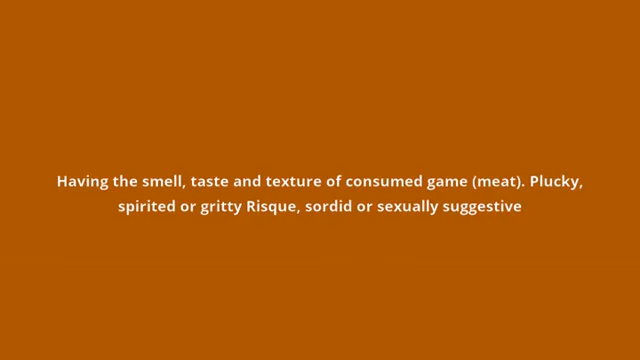 Having the smell, taste and texture of consumed game (meat). Plucky,
spirited or gritty Risque, sordid or sexually suggestive